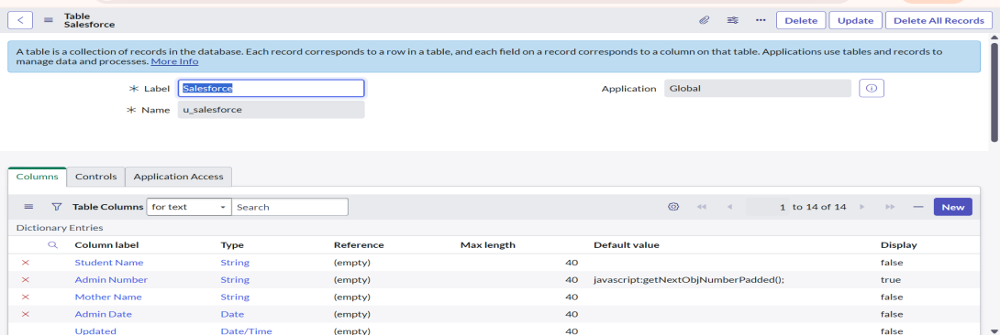 Table
Salesforce
Delete
Update
Delete All Records
A table is a collection of records in the database. Each record corresponds to a row in a table, and each field on a record corresponds to a column on that table. Applications use tables and records to
manage data and processes. More Info
Label Salesforce Application Global
Name u_salesforce
Columns Controls Application Access
Table Columns for text Search 1 to 14 of 14 New
Dictionary Entries
Column label Type Reference Max length Default value Display
Student Name String (empty) 40 false
Admin Number String (empty) 40 javascript:getNextObjNumberPadded(); true
Mother Name String (empty) 40 false
Admin Date Date (empty) 40 false
Updated Date/Time (empty) 40 false